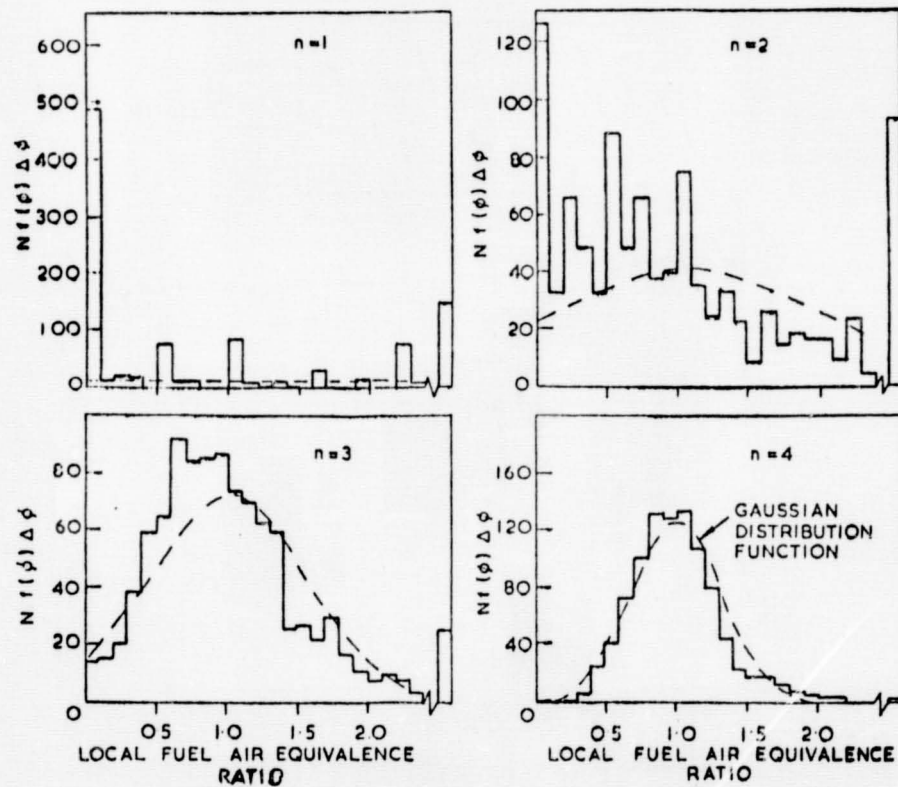 n=1
N f(φ) Δφ
600
500
400
300
200
100
0
n=2
N f(φ) Δφ
120
100
80
60
40
20
0
n=3
N f(φ) Δφ
80
60
40
20
0
0.5 1.0 1.5 2.0
LOCAL FUEL AIR EQUIVALENCE
RATIO
n=4
GAUSSIAN
DISTRIBUTION
FUNCTION
N f(φ) Δφ
160
120
80
40
0
0.5 1.0 1.5 2.0
LOCAL FUEL AIR EQUIVALENCE
RATIO